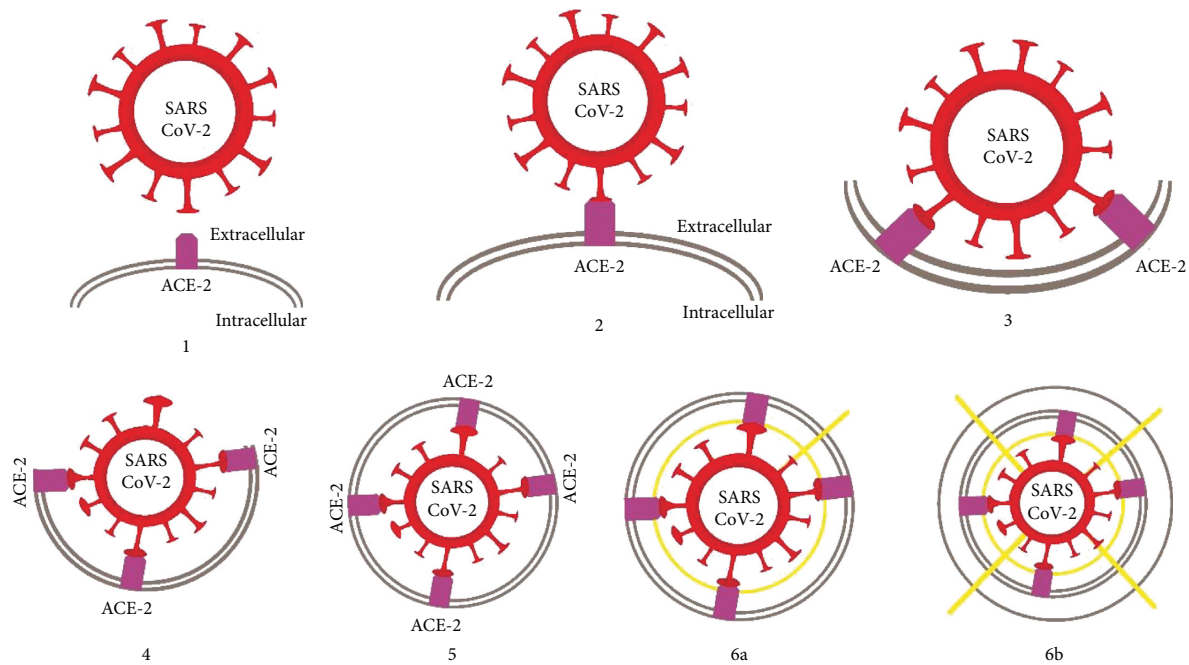 SARS
CoV-2
Extracellular
ACE-2
Intracellular
1
SARS
CoV-2
Extracellular
ACE-2
Intracellular
2
SARS
CoV-2
ACE-2
ACE-2
3
ACE-2
SARS
CoV-2
ACE-2
ACE-2
4
ACE-2
ACE-2
SARS
CoV-2
ACE-2
ACE-2
5
SARS
CoV-2
6a
SARS
CoV-2
6b